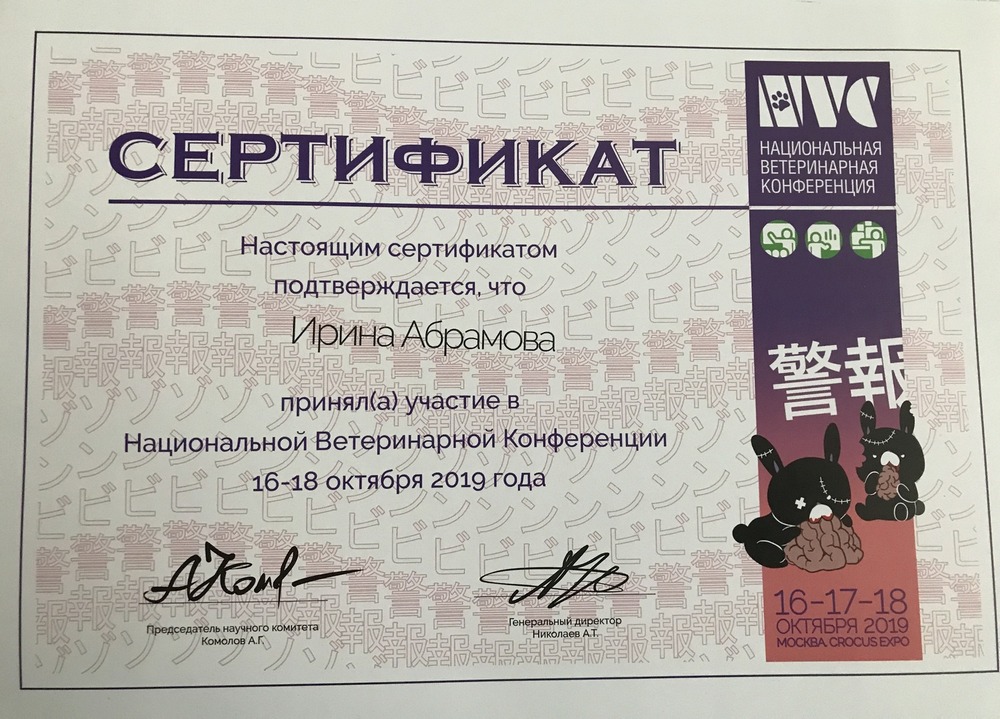 СЕРТИФИКАТ
Настоящим сертификатом
подтверждается, что
Ирина Абрамова
принял(а) участие в
Национальной Ветеринарной Конференции
16-18 октября 2019 года
Председатель научного комитета
Комолов А.Г.
Генеральный директор
Николаев А.Т.
NVC
НАЦИОНАЛЬНАЯ
ВЕТЕРИНАРНАЯ
КОНФЕРЕНЦИЯ
警報
16-17-18
ОКТЯБРЯ 2019
МОСКВА. CROCUS EXPO